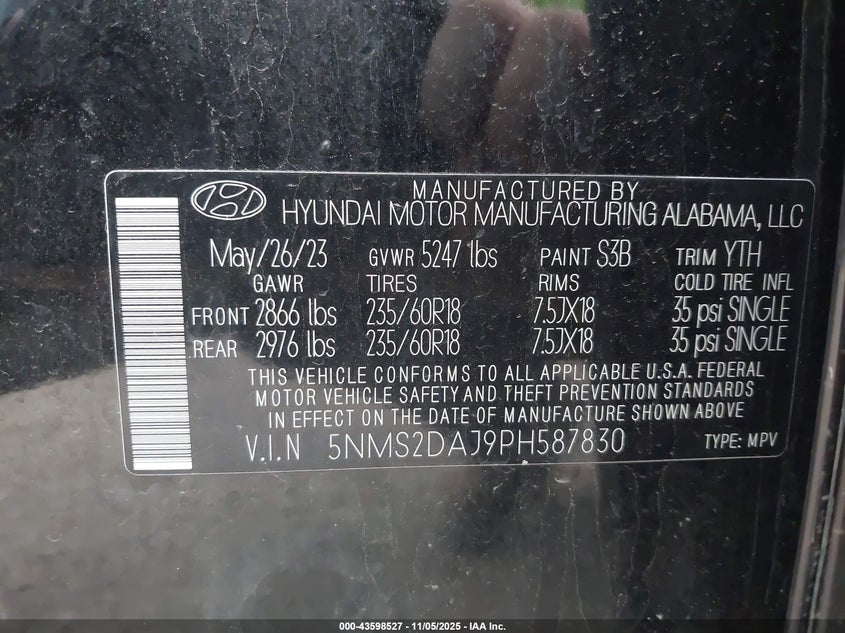 MANUFACTURED BY
HYUNDAI MOTOR MANUFACTURING ALABAMA, LLC
May/26/23 GVWR 5247 lbs PAINT S3B TRIM YTH
GAWR TIRES RIMS COLD TIRE INFL
FRONT 2866 lbs 235/60R18 7.5JX18 35 psi SINGLE
REAR 2976 lbs 235/60R18 7.5JX18 35 psi SINGLE
THIS VEHICLE CONFORMS TO ALL APPLICABLE U.S.A. FEDERAL
MOTOR VEHICLE SAFETY AND THEFT PREVENTION STANDARDS
IN EFFECT ON THE DATE OF MANUFACTURE SHOWN ABOVE
V.I.N 5NMS2DAJ9PH587830 TYPE: MPV
000-43598527 - 11/05/2025 - IAA Inc.